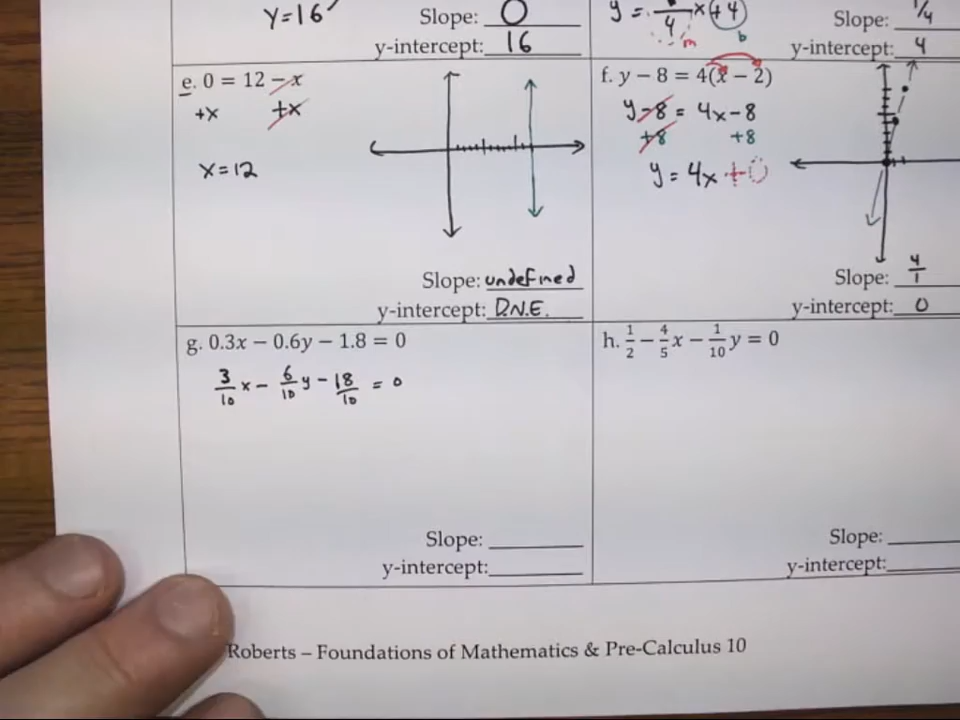 y=16
Slope: 0
y-intercept: 16
y = /4 x + 4
m
b
Slope: 1/4
y-intercept: 4
e. 0 = 12 − x
+x +x
x=12
Slope: undefined
y-intercept: D.N.E.
f. y − 8 = 4(x − 2)
y−8 = 4x−8
+8 +8
y = 4x + 0
Slope: 4/1
y-intercept: 0
g. 0.3x − 0.6y − 1.8 = 0
3/10 x − 6/10 y − 18/10 = 0
Slope:
y-intercept:
h. 1/2 − 4/5 x − 1/10 y = 0
Slope:
y-intercept:
Roberts – Foundations of Mathematics & Pre-Calculus 10